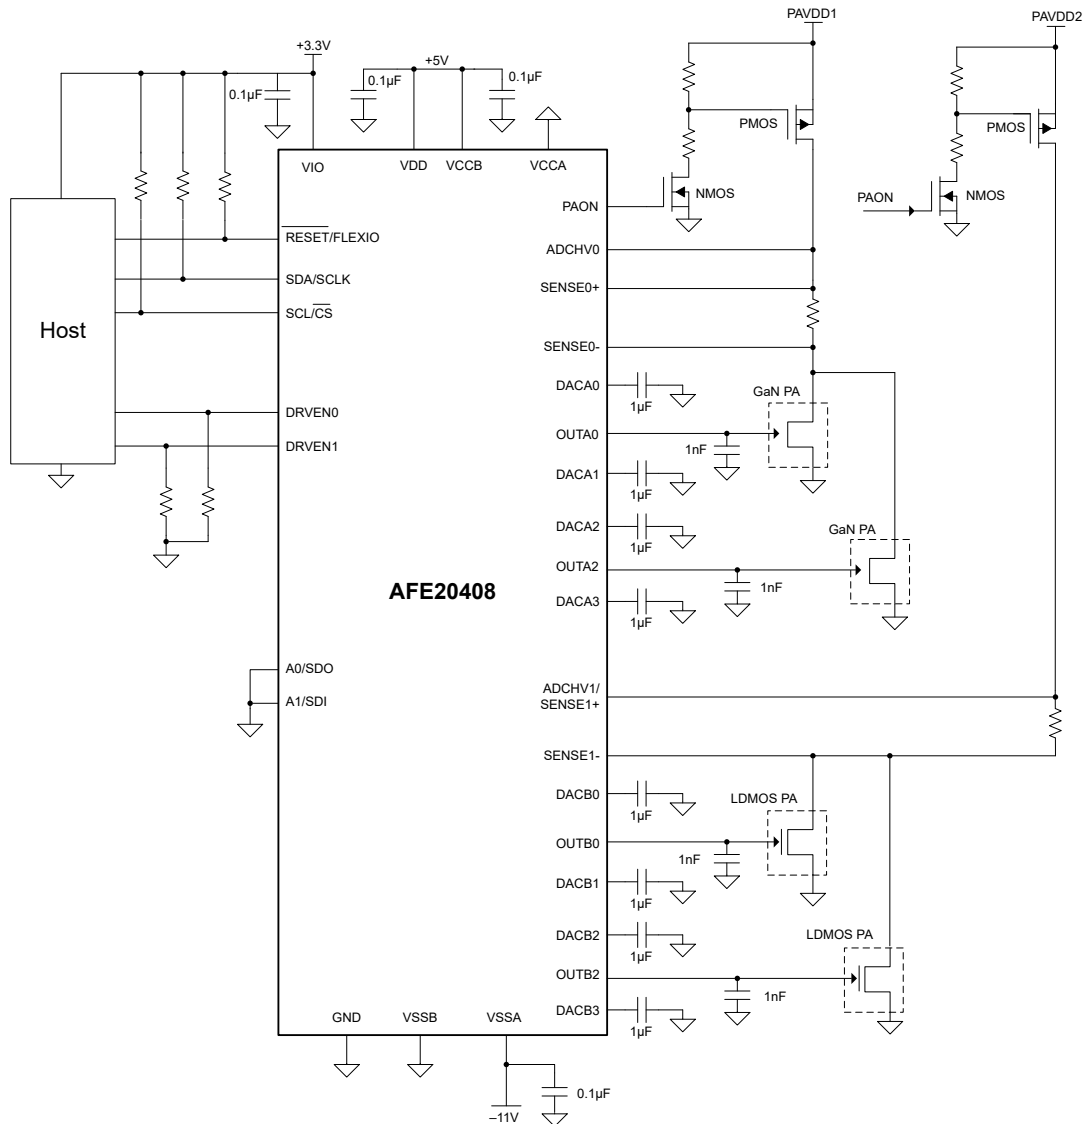 PAVDD1
PAVDD2
+3.3V
+5V
0.1µF
0.1µF
0.1µF
PMOS
PMOS
VIO
VDD
VCCB
VCCA
PAON
NMOS
PAON
NMOS
RESET/FLEXIO
ADCHV0
SDA/SCLK
SENSE0+
SCL/CS
Host
SENSE0-
DACA0
1µF
GaN PA
DRVEN0
OUTA0
1nF
DRVEN1
DACA1
1µF
DACA2
1µF
GaN PA
OUTA2
1nF
AFE20408
DACA3
1µF
A0/SDO
ADCHV1/
SENSE1+
A1/SDI
SENSE1-
DACB0
1µF
LDMOS PA
OUTB0
1nF
DACB1
1µF
DACB2
1µF
LDMOS PA
OUTB2
1nF
DACB3
1µF
GND
VSSB
VSSA
0.1µF
–11V